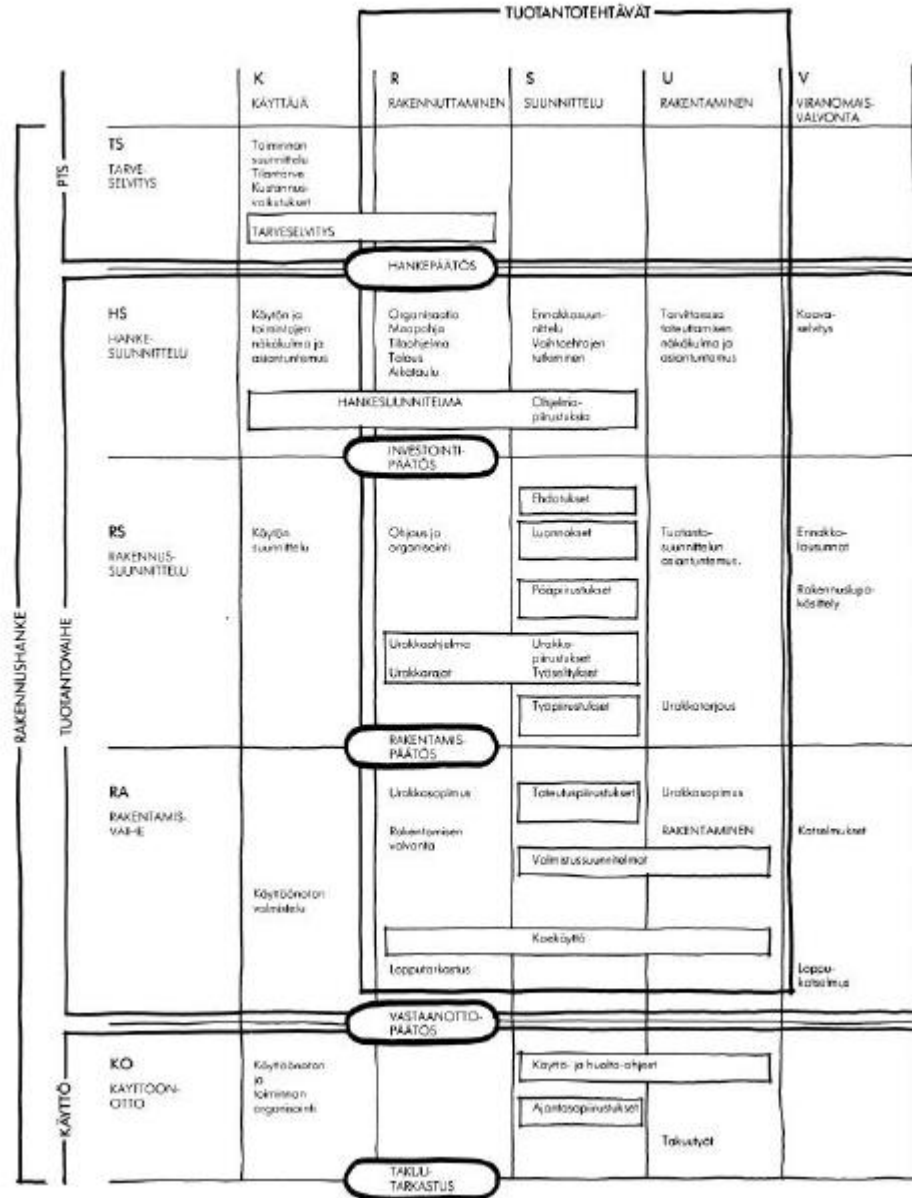 TUOTANTOTEHTÄVÄT
K
KÄYTTÄJÄ
R
RAKENNUTTAMINEN
S
SUUNNITTELU
U
RAKENTAMINEN
V
VIRANOMAIS-
VALVONTA
RAKENNUSHANKE
PTS
TS
TARVE-
SELVITYS
Toiminnan
suunnittelu
Tilantarve
Kustannus-
vaikutukset
TARVESELVITYS
HANKEPÄÄTÖS
TUOTANTOVAIHE
HS
HANKE-
SUUNNITTELU
Käytön ja
toimintojen
näkökulma ja
asiantuntemus
Organisaatio
Maapohja
Tilaohjelma
Talous
Aikataulu
Ennakkosuun-
nittelu
Vaihtoehtojen
tutkiminen
Tarvittaessa
toteuttamisen
näkökulma ja
asiantuntemus
Kaava-
selvitys
HANKESUUNNITELMA
Ohjelma-
piirustuksia
INVESTOINTI-
PÄÄTÖS
RS
RAKENNUS-
SUUNNITTELU
Käytön
suunnittelu
Ohjaus ja
organisointi
Ehdotukset
Luonnokset
Pääpiirustukset
Tuotanto-
suunnittelun
asiantuntemus.
Ennakko-
lausunnat
Rakennuslupa-
käsittely
Urakkaohjelma
Urakkarajat
Urakka-
piirustukset
Työselitykset
Työpiirustukset
Urakkatarjous
RAKENTAMIS-
PÄÄTÖS
RA
RAKENTAMIS-
VAIHE
Urakkasopimus
Toteutuspiirustukset
Urakkasopimus
Rakentamisen
valvonta
RAKENTAMINEN
Katselmukset
Valmistussuunnitelmat
Käyttöönoton
valmistelu
Koekäyttö
Lopputarkastus
Loppu-
katselmus
VASTAANOTTO-
PÄÄTÖS
KÄYTTÖ
KO
KÄYTTÖÖN-
OTTO
Käyttöönoton
ja
toiminnan
organisointi
Käyttö- ja huolto-ohjeet
Ajantasapiirustukset
Takuutyöt
TAKUU-
TARKASTUS